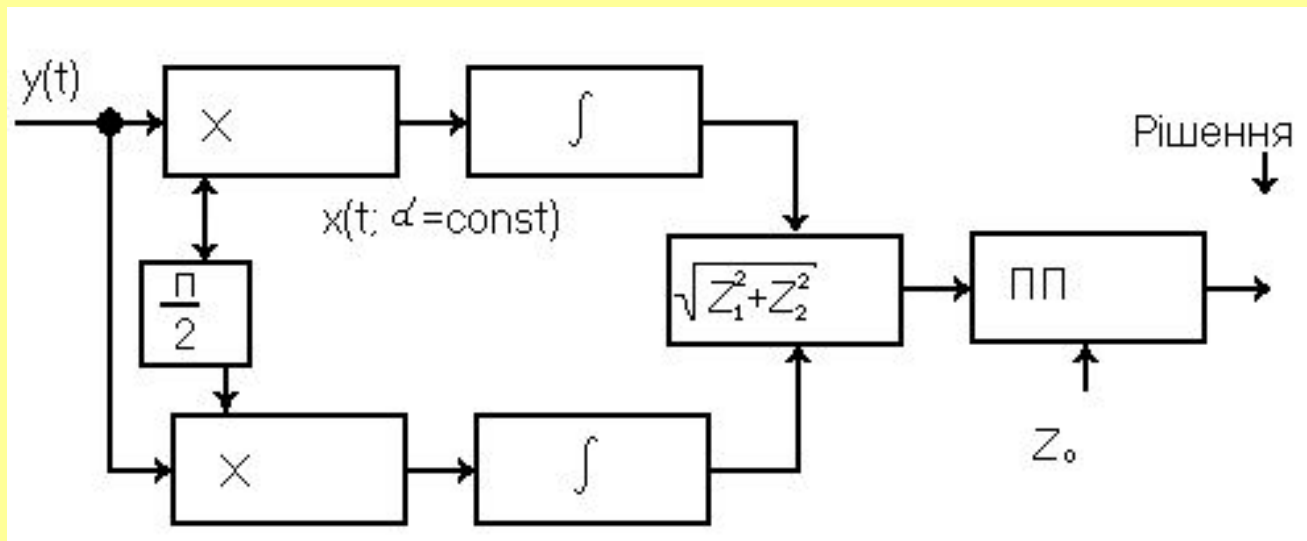 y(t)
×
∫
Рішення
x(t; α=const)
π/2
√Z₁²+Z₂²
ПП
×
∫
Z₀